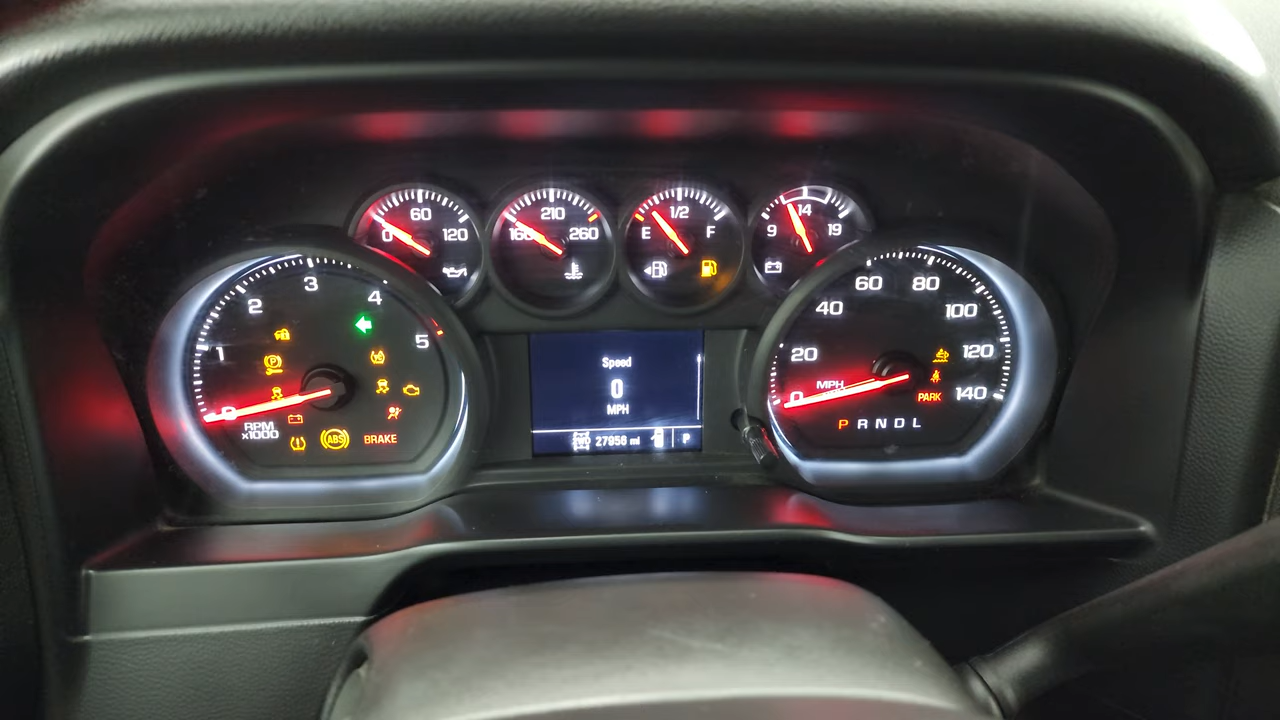 60
0 120
210
160 260
1/2
E F
14
9 19
1
2
3
4
5
P
RPM
x1000
ABS
BRAKE
Speed
0
MPH
27956 mi P
0
20
40
60
80
100
120
140
MPH
PARK
P R N D L